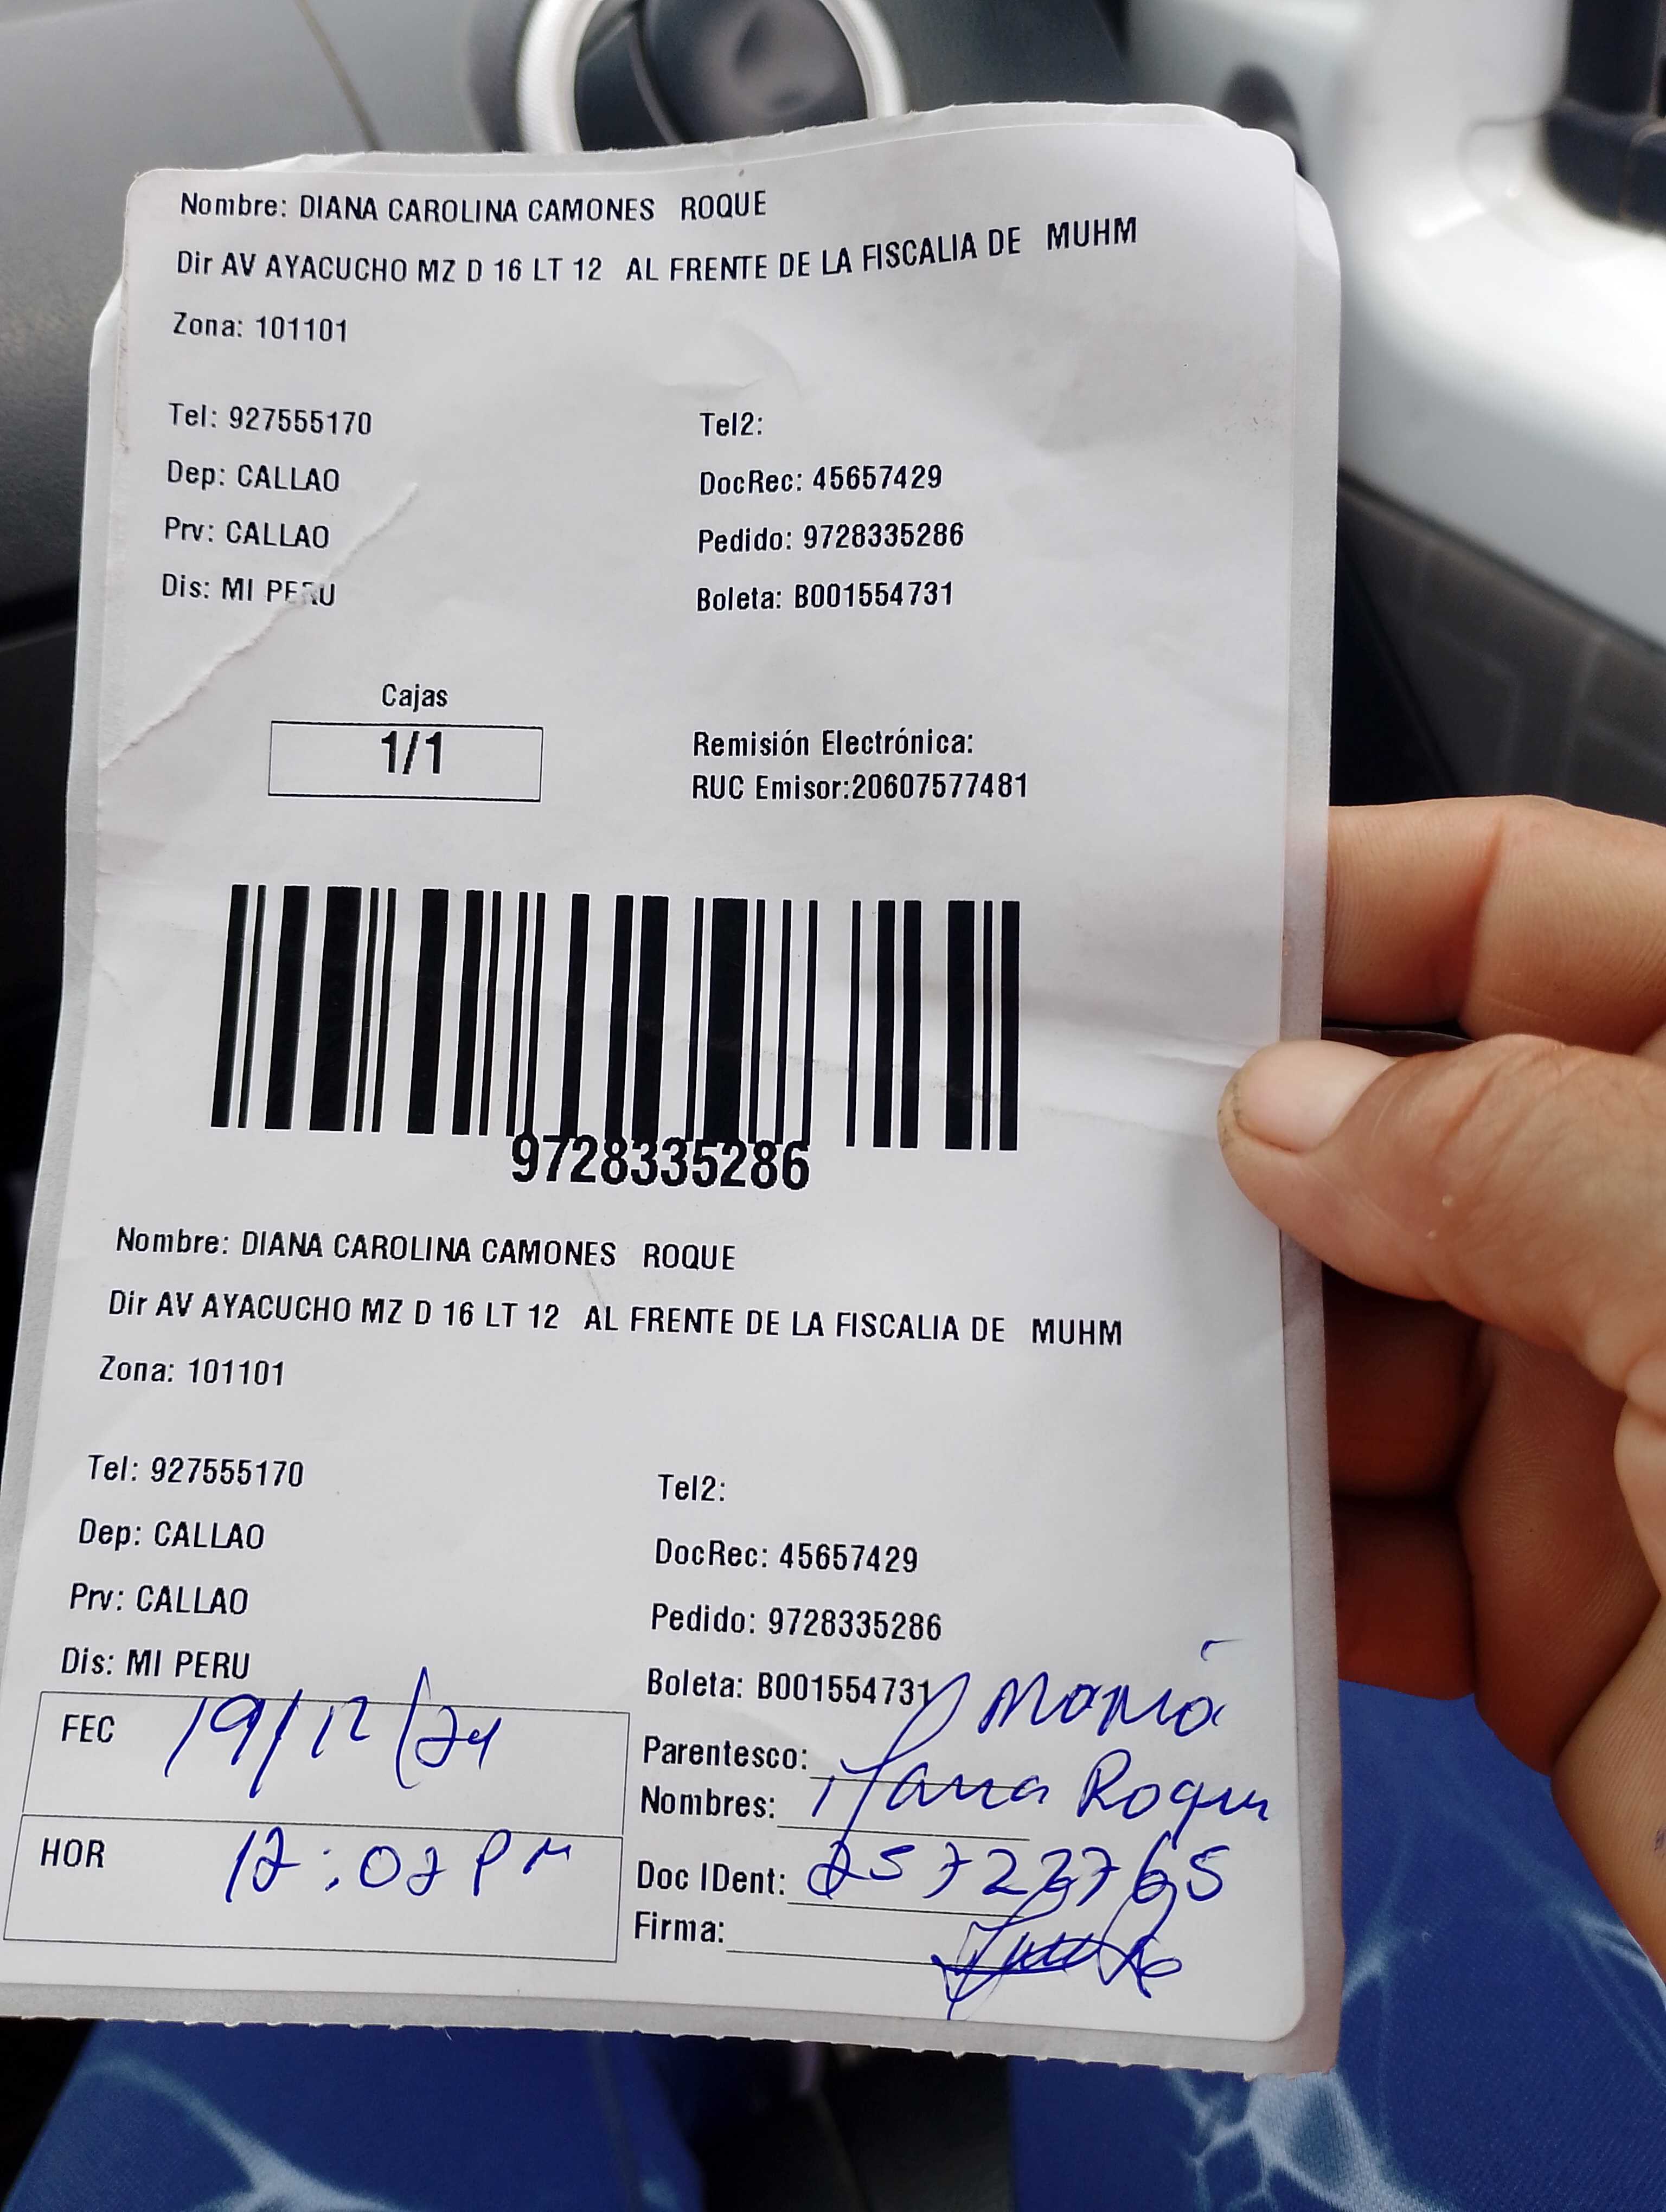 Nombre: DIANA CAROLINA CAMONES ROQUE
Dir AV AYACUCHO MZ D 16 LT 12 AL FRENTE DE LA FISCALIA DE MUHM
Zona: 101101
Tel: 927555170 Tel2:
Dep: CALLAO DocRec: 45657429
Prv: CALLAO Pedido: 9728335286
Dis: MI PERU Boleta: B001554731
Cajas
1/1
Remisión Electrónica:
RUC Emisor:20607577481
9728335286
Nombre: DIANA CAROLINA CAMONES ROQUE
Dir AV AYACUCHO MZ D 16 LT 12 AL FRENTE DE LA FISCALIA DE MUHM
Zona: 101101
Tel: 927555170 Tel2:
Dep: CALLAO DocRec: 45657429
Prv: CALLAO Pedido: 9728335286
Dis: MI PERU Boleta: B001554731
FEC 19/12/24
Parentesco: Mamá
Nombres: Roque
HOR 12:02 PM
Doc IDent: 25722765
Firma: